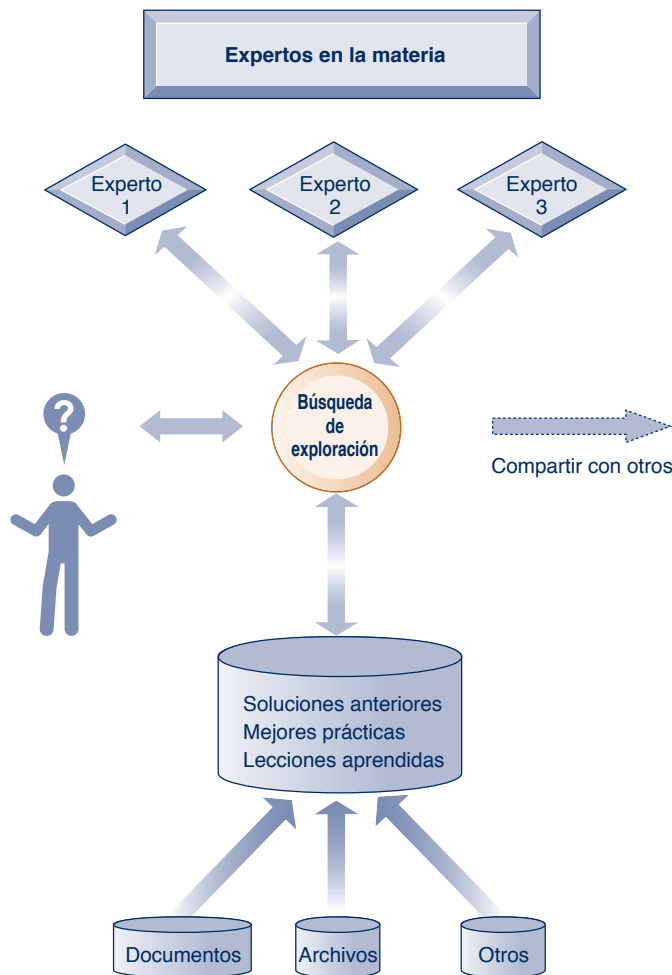 Expertos en la materia
Experto
1
Experto
2
Experto
3
?
Búsqueda
de
exploración
Compartir con otros
Soluciones anteriores
Mejores prácticas
Lecciones aprendidas
Documentos
Archivos
Otros